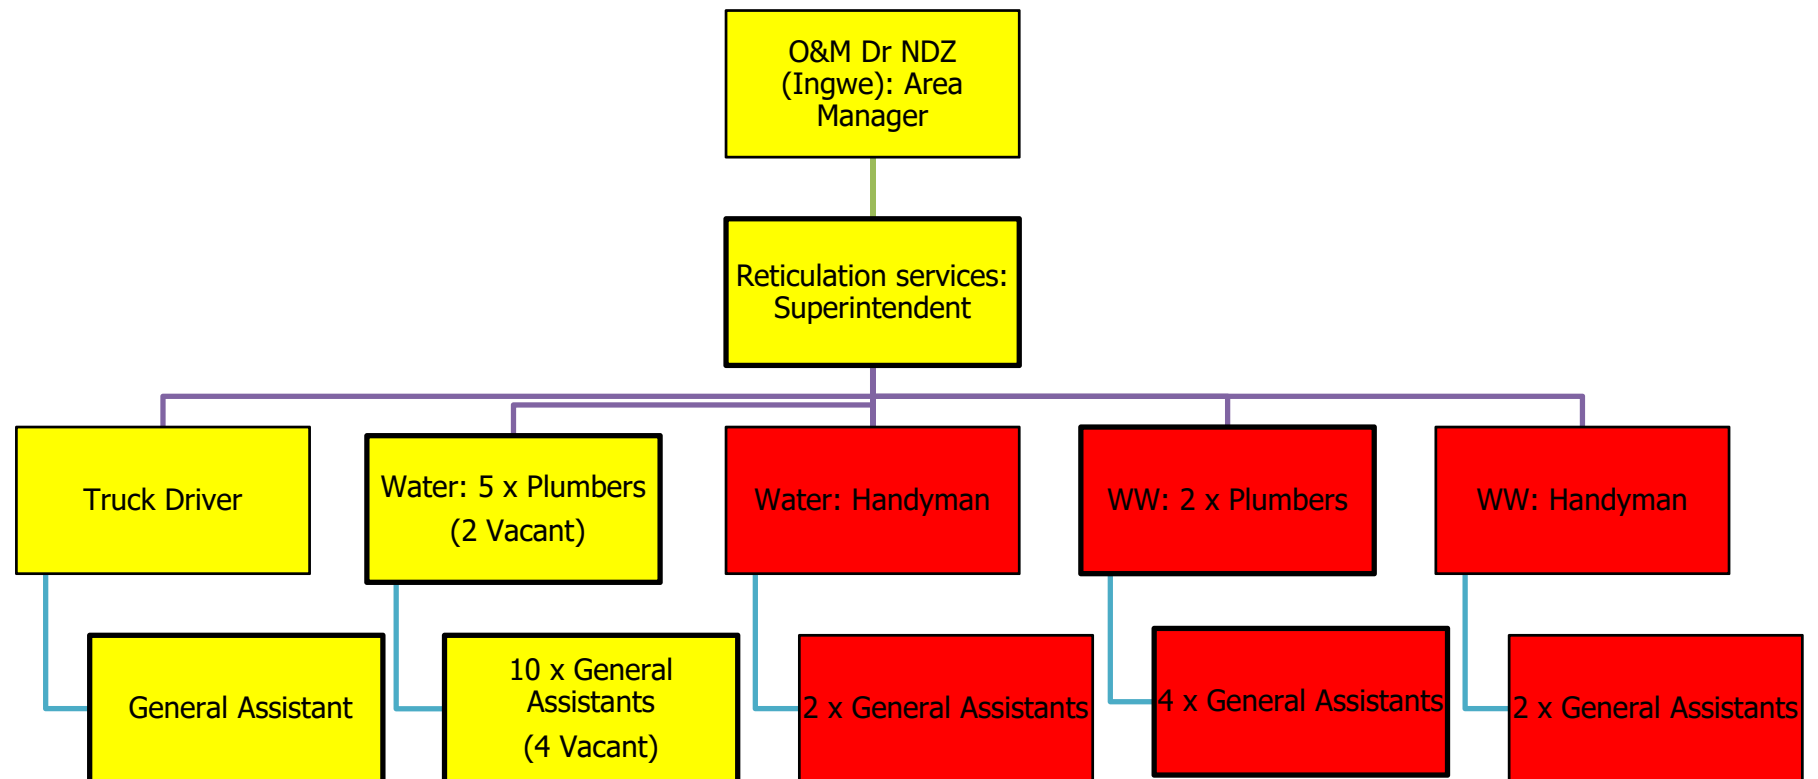 O&M Dr NDZ
(Ingwe): Area
Manager
Reticulation services:
Superintendent
Truck Driver
Water: 5 x Plumbers
(2 Vacant)
Water: Handyman
WW: 2 x Plumbers
WW: Handyman
General Assistant
10 x General
Assistants
(4 Vacant)
2 x General Assistants
4 x General Assistants
2 x General Assistants